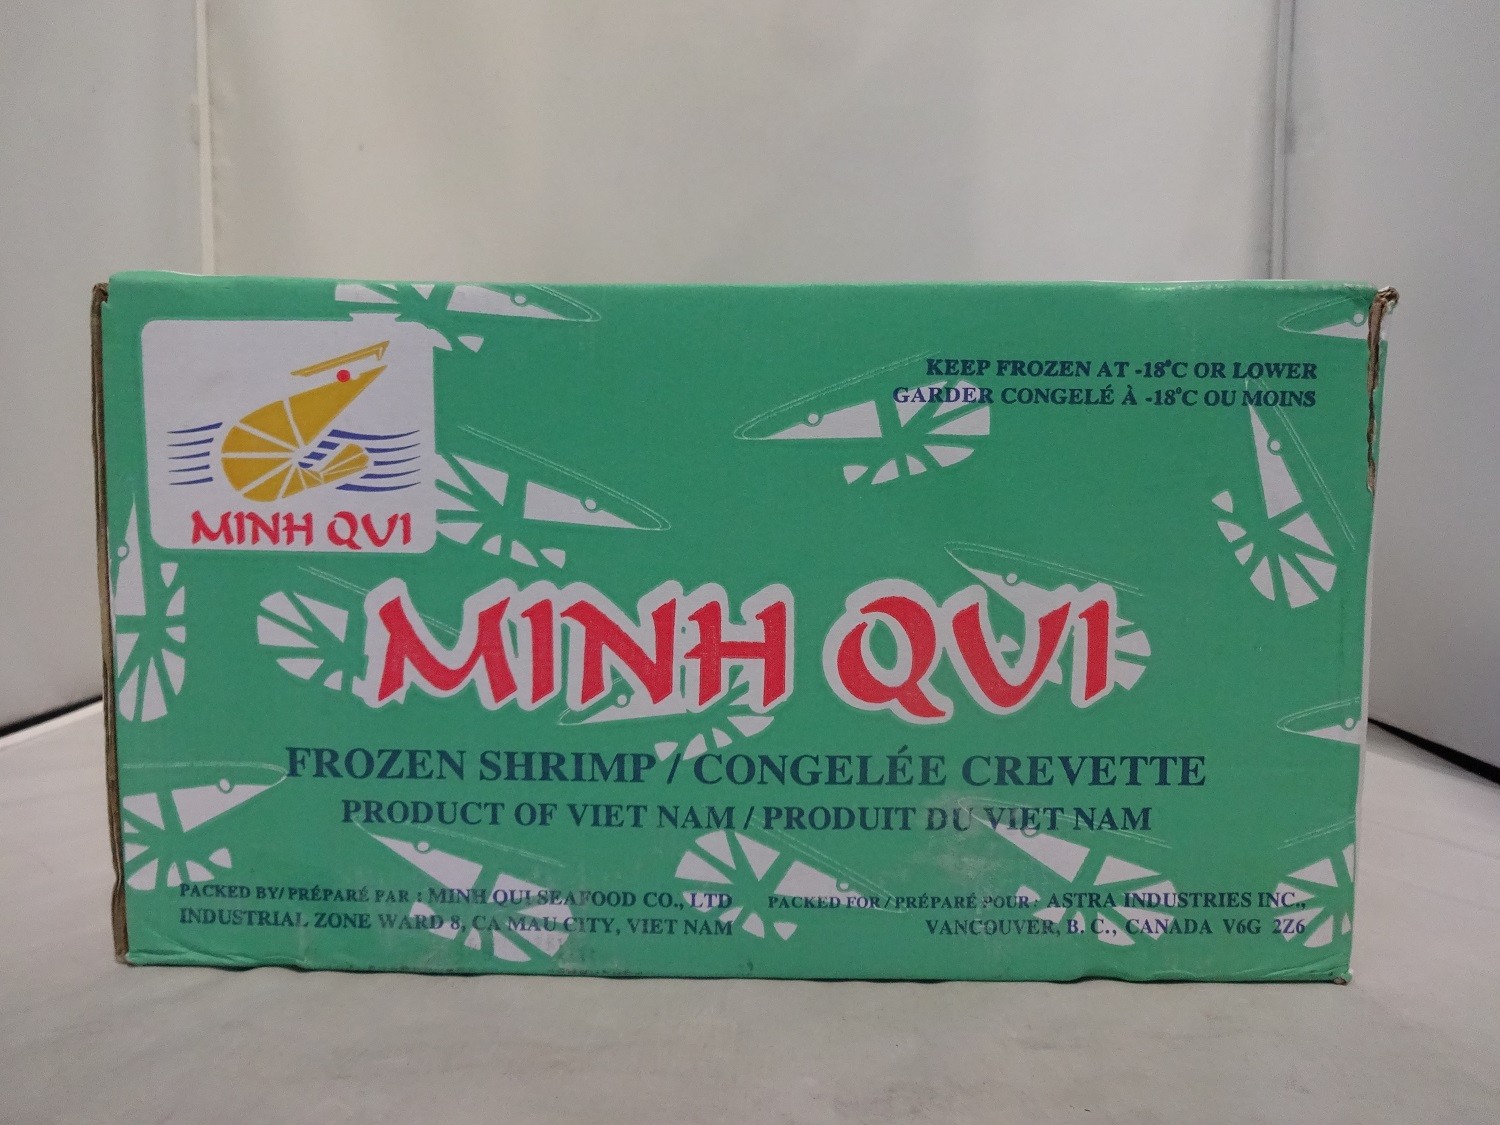 MINH QUI
KEEP FROZEN AT -18°C OR LOWER
GARDER CONGELÉ À -18°C OU MOINS
MINH QUI
FROZEN SHRIMP / CONGELÉE CREVETTE
PRODUCT OF VIET NAM / PRODUIT DU VIET NAM
PACKED BY/ PRÉPARÉ PAR : MINH QUI SEAFOOD CO., LTD
INDUSTRIAL ZONE WARD 8, CA MAU CITY, VIET NAM
PACKED FOR / PRÉPARÉ POUR : ASTRA INDUSTRIES INC.,
VANCOUVER, B. C., CANADA V6G 2Z6